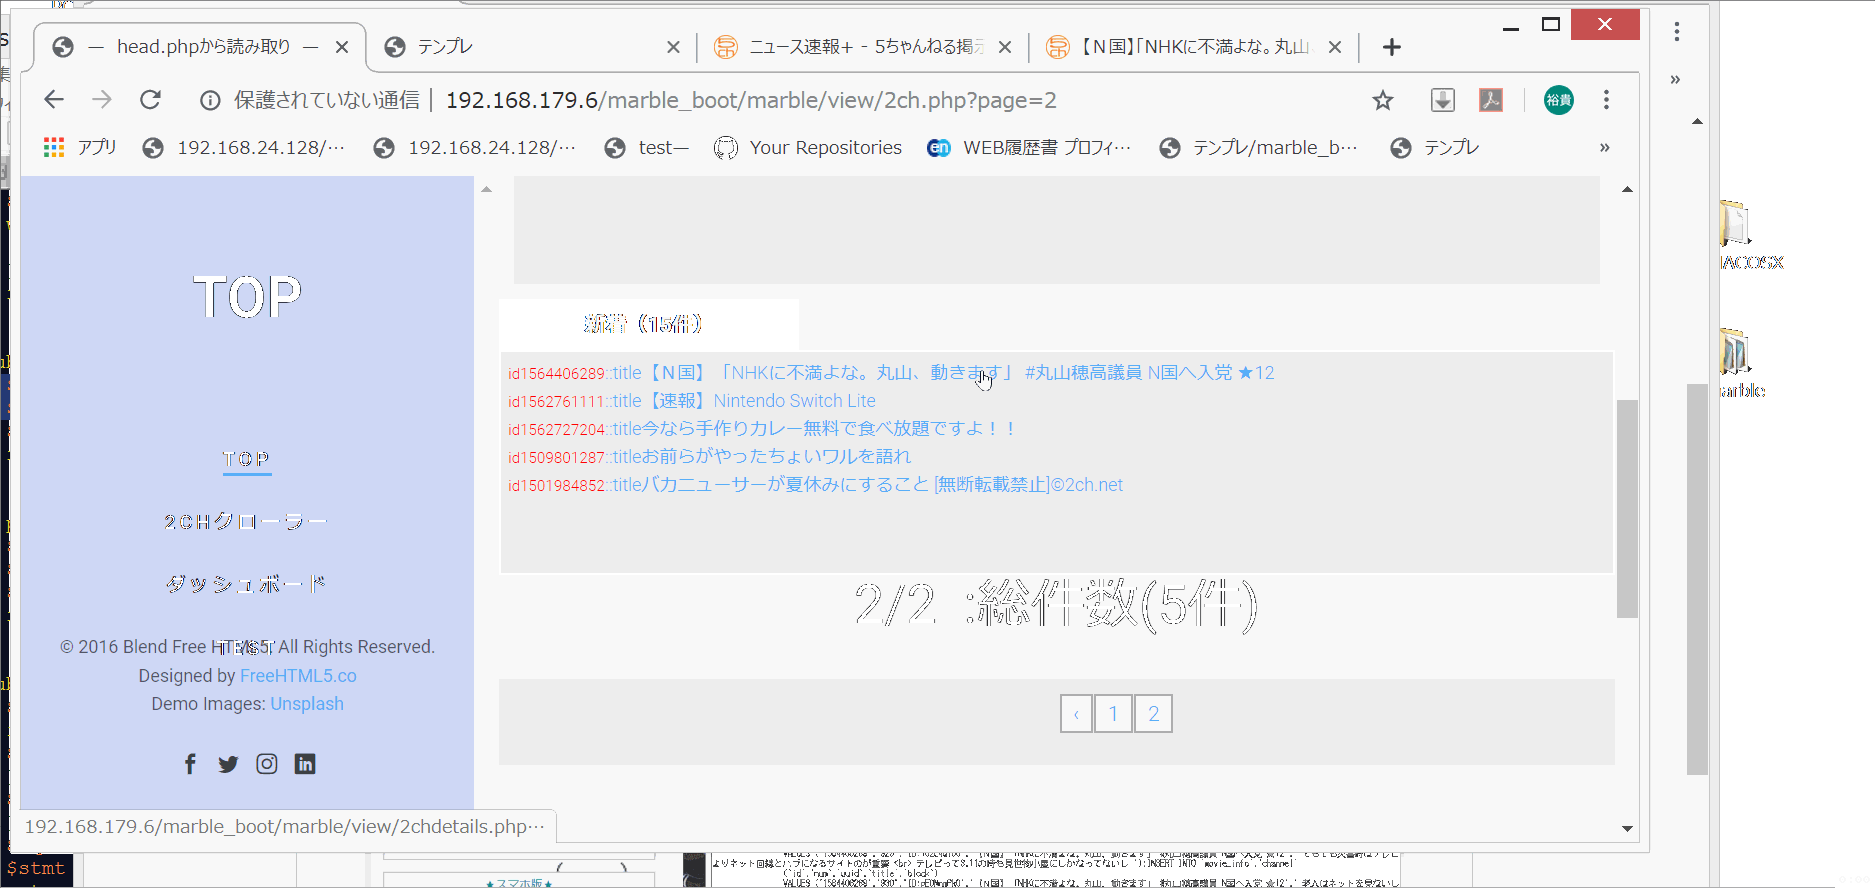 — head.phpから読み取り —
テンプレ
ニュース速報+ - 5ちゃんねる掲示
【N国】「NHKに不満よな。丸山
保護されていない通信 | 192.168.179.6/marble_boot/marble/view/2ch.php?page=2
裕貴
アプリ
192.168.24.128/…
192.168.24.128/…
test—
Your Repositories
en WEB履歴書 プロフィ…
テンプレ/marble_b…
テンプレ
»
TOP
TOP
2CHクローラー
ダッシュボード
TEST
© 2016 Blend Free HTML5. All Rights Reserved.
Designed by FreeHTML5.co
Demo Images: Unsplash
新着（15件）
id1564406289::title【N国】「NHKに不満よな。丸山、動きます」 #丸山穂高議員 N国へ入党 ★12
id1562761111::title【速報】Nintendo Switch Lite
id1562727204::title今なら手作りカレー無料で食べ放題ですよ！！
id1509801287::titleお前らがやったちょいワルを語れ
id1501984852::titleバカニューサーが夏休みにすること [無断転載禁止]©2ch.net
2/2 :総件数(5件)
‹ 1 2
192.168.179.6/marble_boot/marble/view/2chdetails.php…
IACOSX
arble
$stmt
★スマホ版★